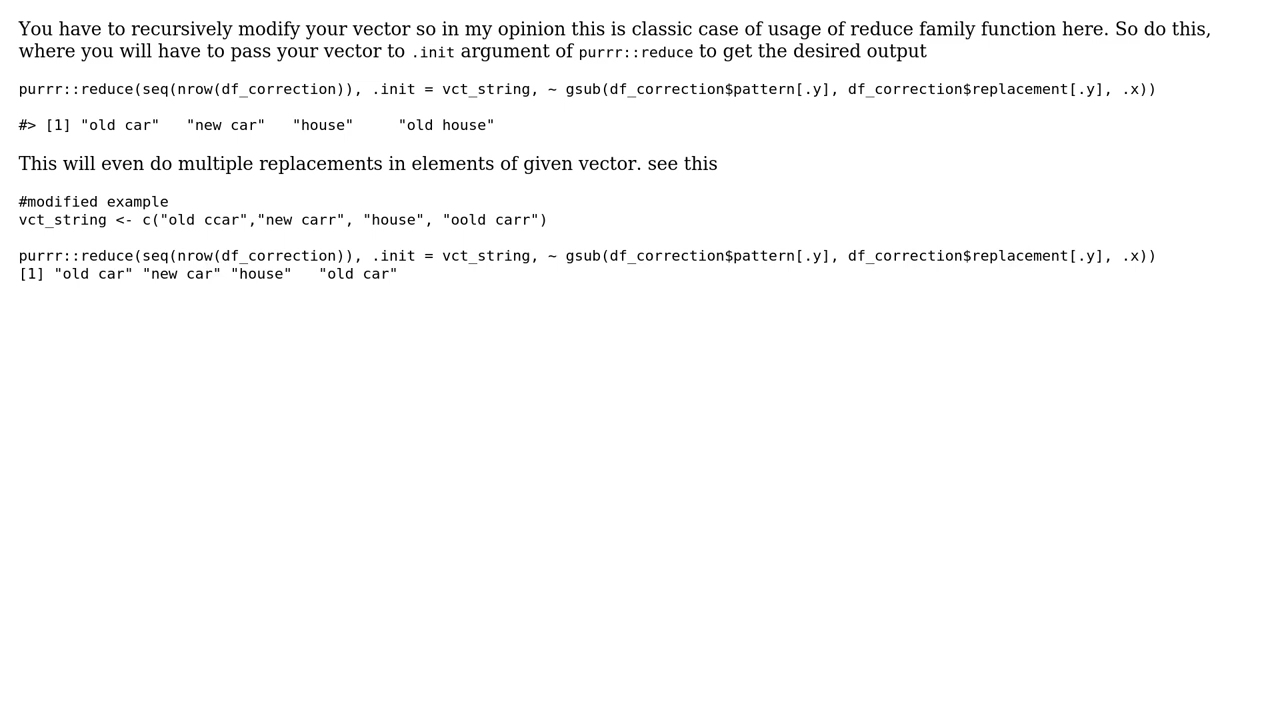 You have to recursively modify your vector so in my opinion this is classic case of usage of reduce family function here. So do this,
where you will have to pass your vector to .init argument of purrr::reduce to get the desired output
purrr::reduce(seq(nrow(df_correction)), .init = vct_string, ~ gsub(df_correction$pattern[.y], df_correction$replacement[.y], .x))
#> [1] "old car"   "new car"   "house"     "old house"
This will even do multiple replacements in elements of given vector. see this
#modified example
vct_string <- c("old ccar","new carr", "house", "oold carr")
purrr::reduce(seq(nrow(df_correction)), .init = vct_string, ~ gsub(df_correction$pattern[.y], df_correction$replacement[.y], .x))
[1] "old car" "new car" "house"   "old car"